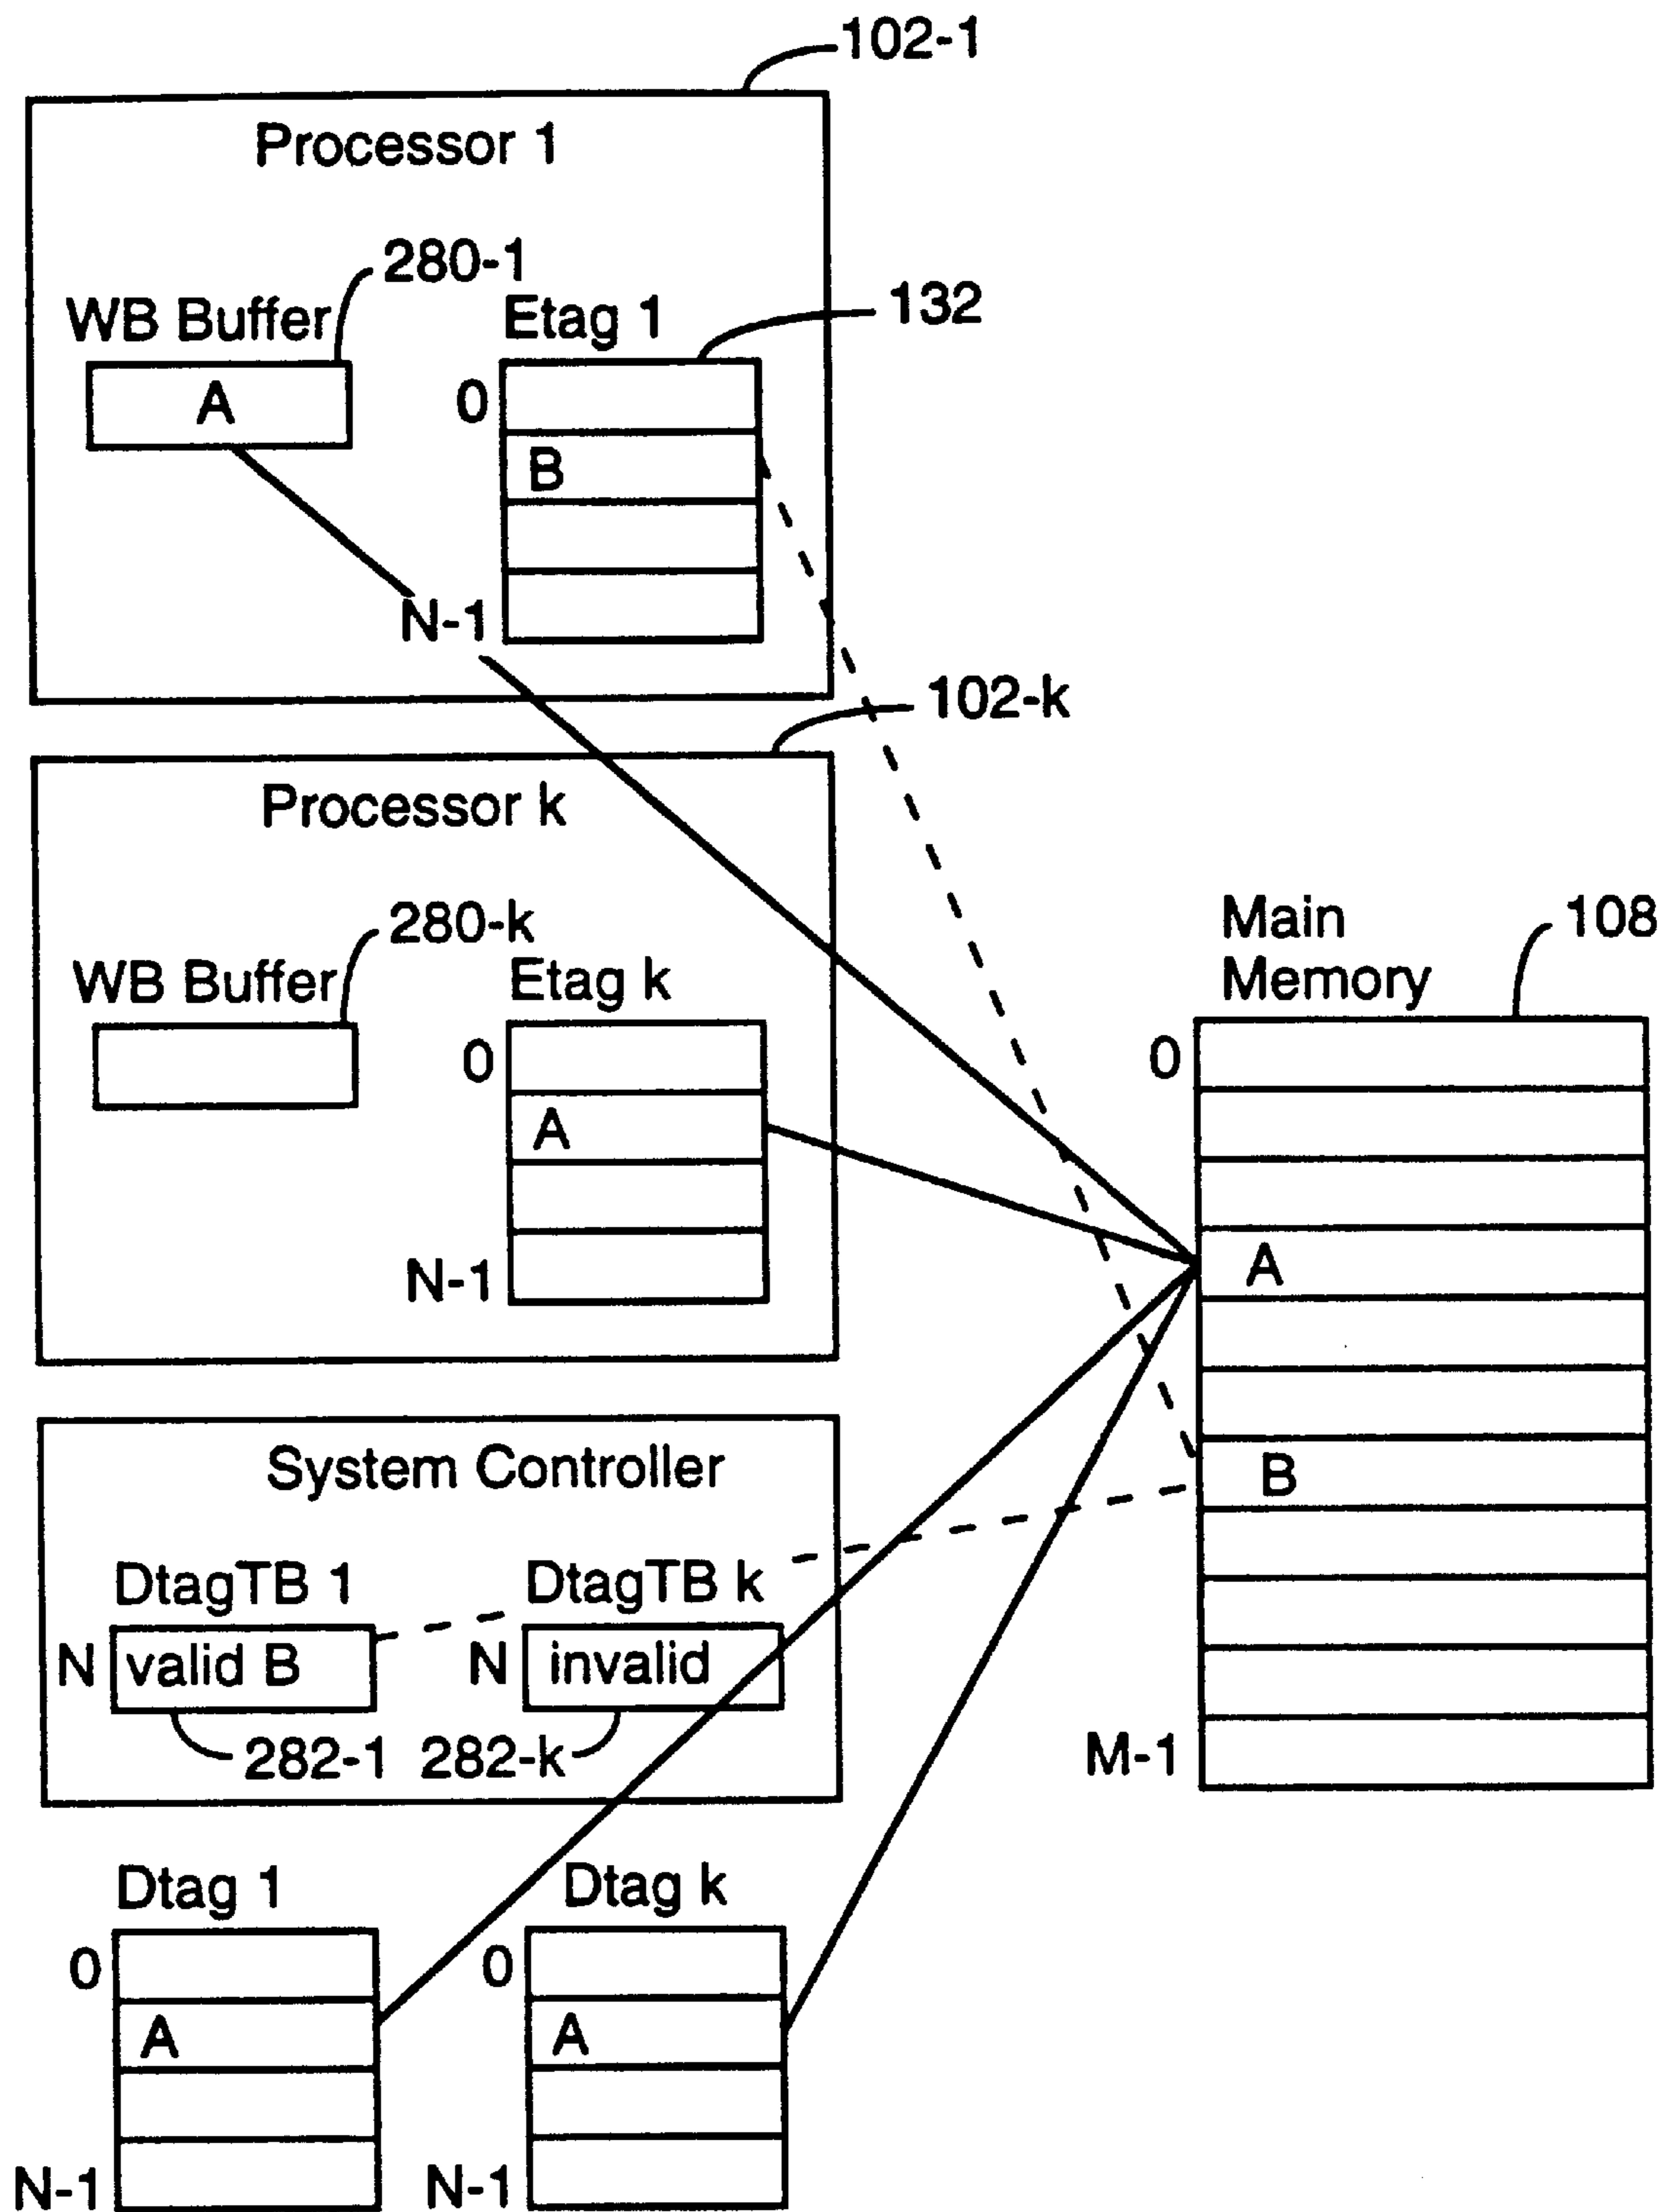 102-1
Processor 1
280-1
WB Buffer
Etag 1
132
A
0
B
N-1
102-k
Processor k
280-k
WB Buffer
Etag k
Main
Memory
108
0
0
A
A
N-1
B
System Controller
DtagTB 1
DtagTB k
N
valid B
N
invalid
282-1
282-k
M-1
Dtag 1
Dtag k
0
0
A
A
N-1
N-1